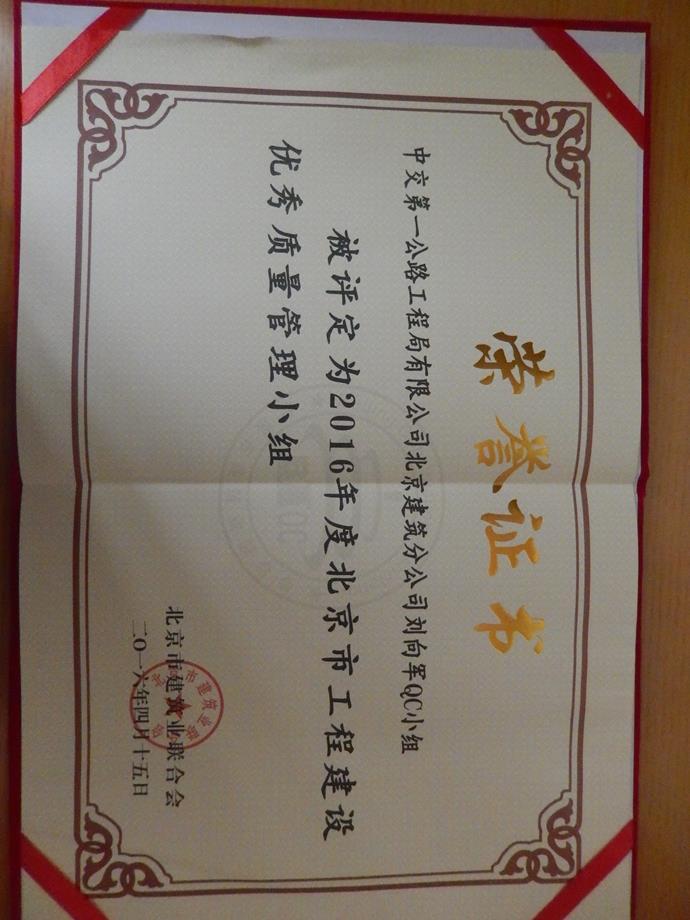 荣誉证书
中交第一公路工程局有限公司北京建筑分公司刘向军QC小组
被评定为2016年度北京市工程建设
优秀质量管理小组
北京市建筑业联合会
二〇一六年四月十五日